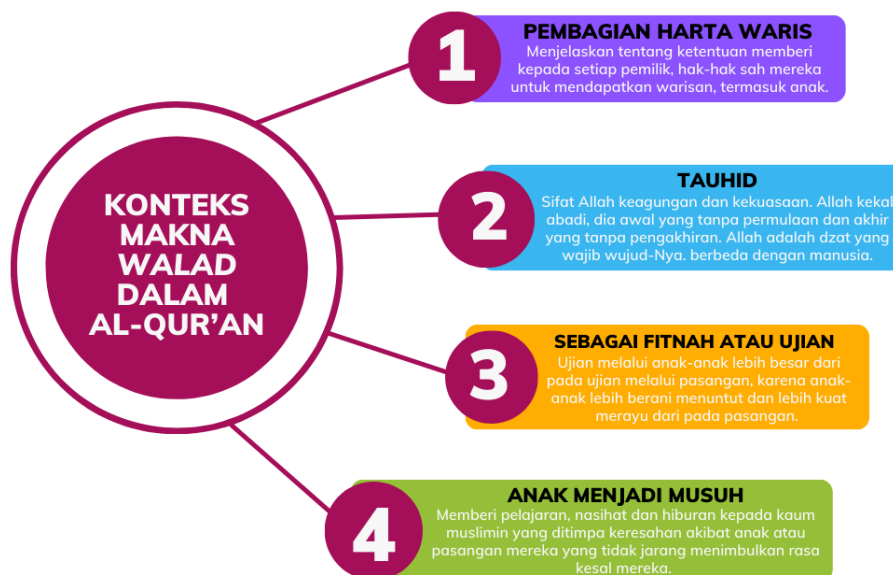 KONTEKS
MAKNA
WALAD
DALAM
AL-QUR'AN
1
PEMBAGIAN HARTA WARIS
Menjelaskan tentang ketentuan memberi
kepada setiap pemilik, hak-hak sah mereka
untuk mendapatkan warisan, termasuk anak.
2
TAUHID
Sifat Allah keagungan dan kekuasaan. Allah kekal
abadi, dia awal yang tanpa permulaan dan akhir
yang tanpa pengakhiran. Allah adalah dzat yang
wajib wujud-Nya. berbeda dengan manusia.
3
SEBAGAI FITNAH ATAU UJIAN
Ujian melalui anak-anak lebih besar dari
pada ujian melalui pasangan, karena anak-
anak lebih berani menuntut dan lebih kuat
merayu dari pada pasangan.
4
ANAK MENJADI MUSUH
Memberi pelajaran, nasihat dan hiburan kepada kaum
muslimin yang ditimpa keresahan akibat anak atau
pasangan mereka yang tidak jarang menimbulkan rasa
kesal mereka.